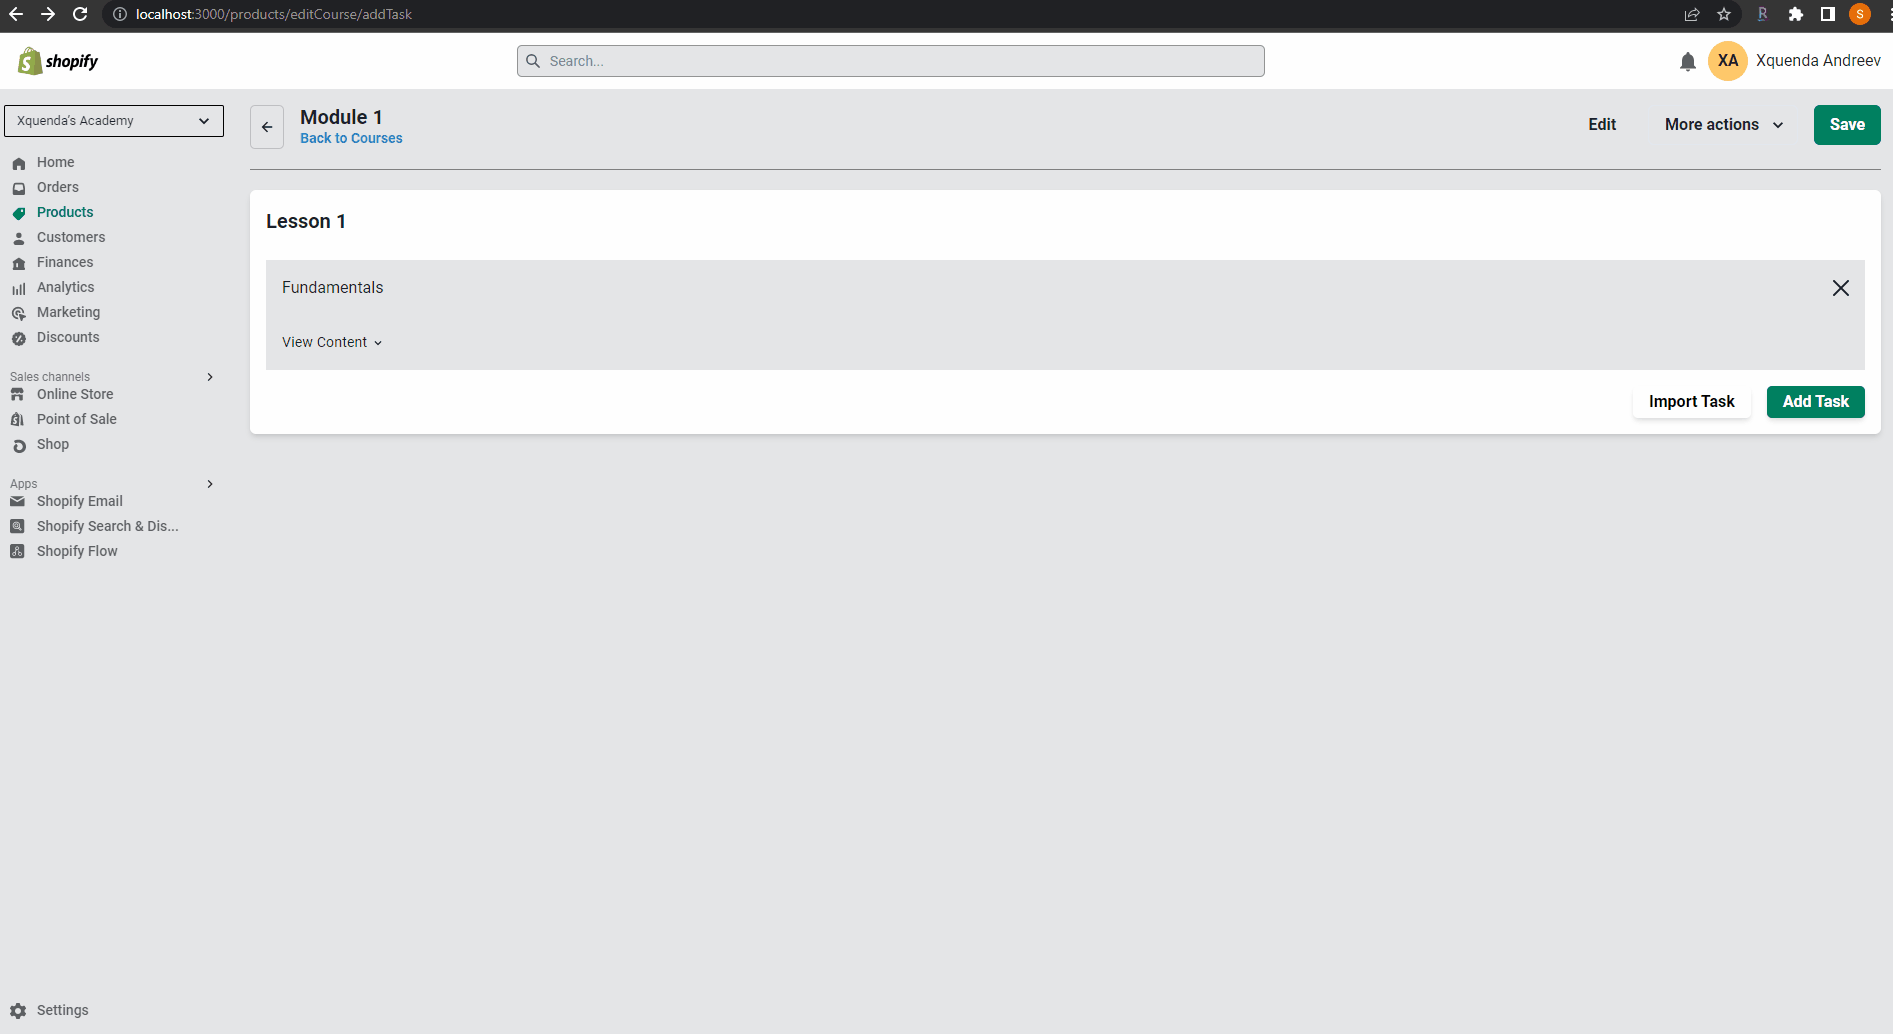 localhost:3000/products/editCourse/addTask
S
shopify
Search...
XA
Xquenda Andreev
Xquenda's Academy
Module 1
Back to Courses
Edit
More actions
Save
Home
Orders
Products
Customers
Finances
Analytics
Marketing
Discounts
Sales channels
Online Store
Point of Sale
Shop
Apps
Shopify Email
Shopify Search & Dis...
Shopify Flow
Settings
Lesson 1
Fundamentals
View Content
Import Task
Add Task